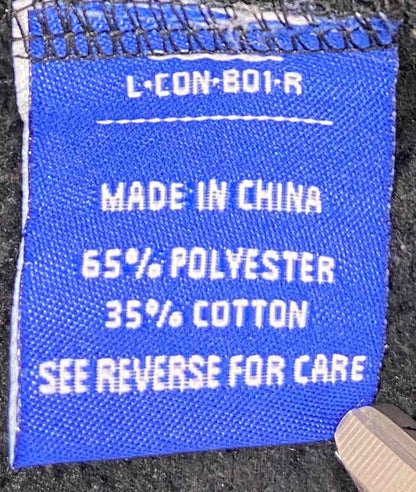 L•CON•B01•R
MADE IN CHINA
65% POLYESTER
35% COTTON
SEE REVERSE FOR CARE